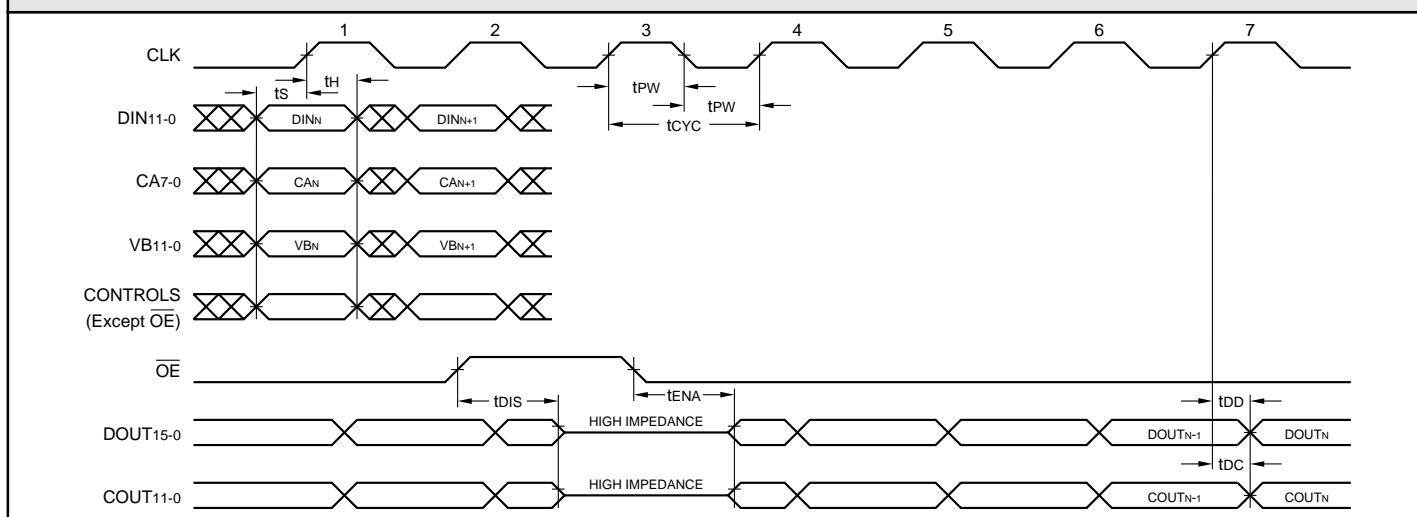 1 2 3 4 5 6 7
CLK
tS tH
tPW
tPW
tCYC
DIN11-0 DINN DINN+1
CA7-0 CAN CAN+1
VB11-0 VBN VBN+1
CONTROLS
(Except OE)
OE
tDIS tENA tDD
DOUT15-0 HIGH IMPEDANCE DOUTN-1 DOUTN
tDC
COUT11-0 HIGH IMPEDANCE COUTN-1 COUTN